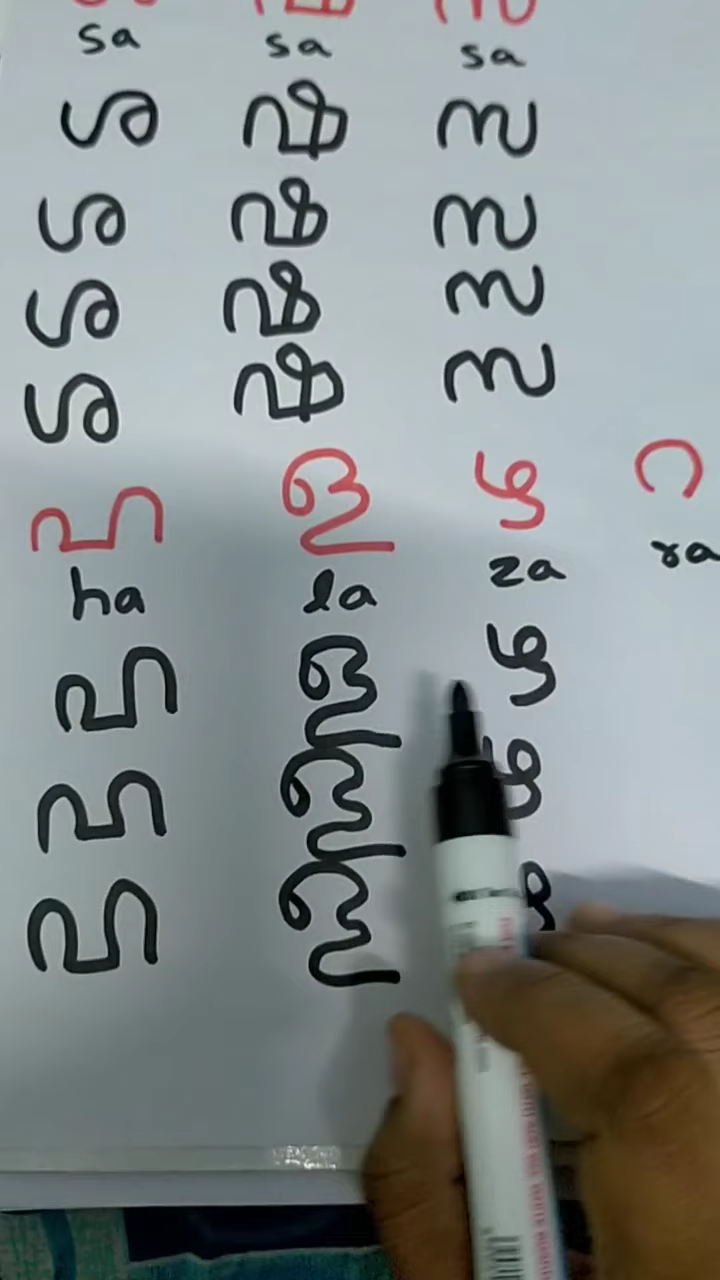 sa sa sa
ശ ഷ സ
ശ ഷ സ
ശ ഷ സ
ശ ഷ സ
ഹ ള ഴ റ
ha la za ra
ഹ ള ഴ
ഹ ള ഴ
ഹ ള